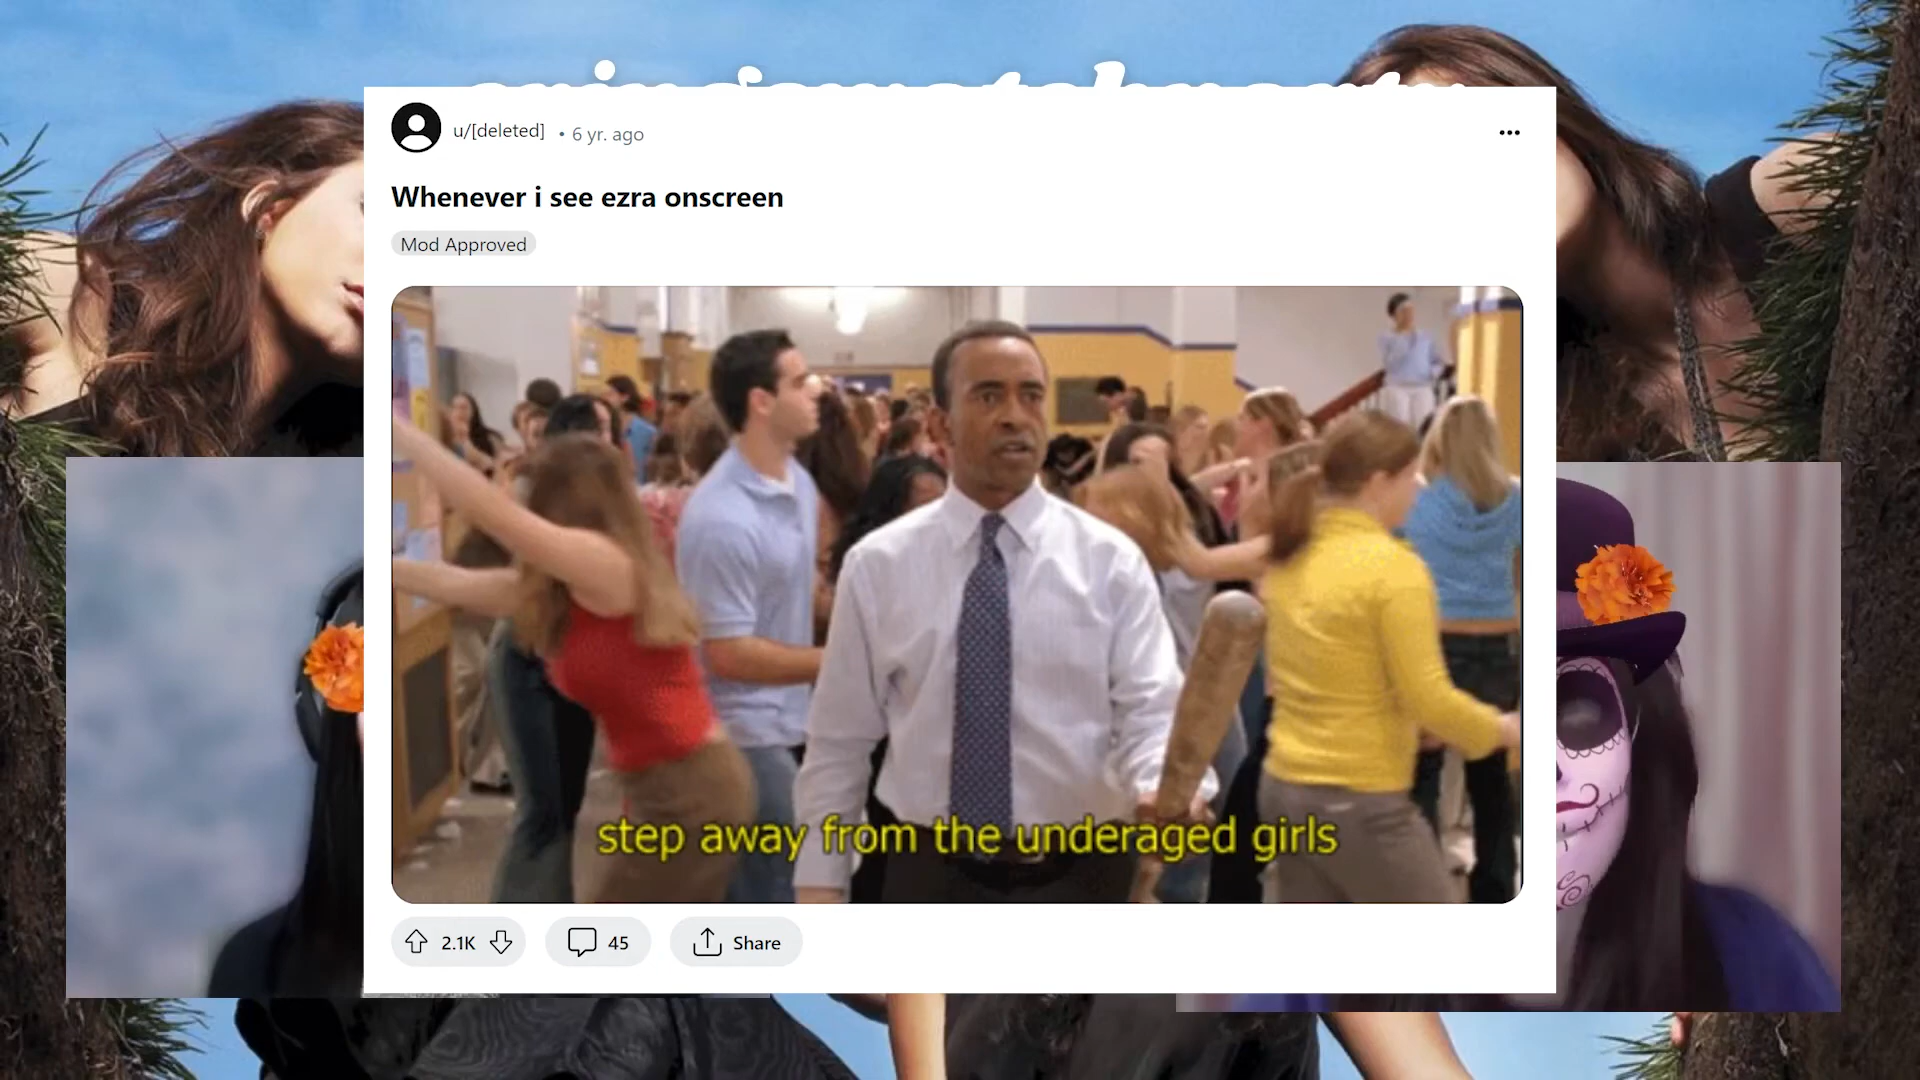 u/[deleted] • 6 yr. ago
Whenever i see ezra onscreen
Mod Approved
step away from the underaged girls
2.1K
45
Share